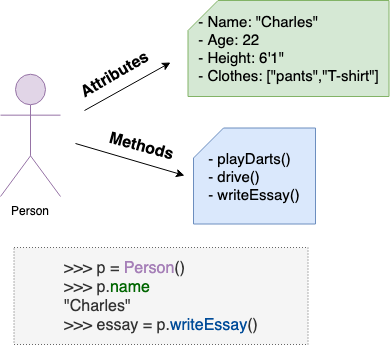 - Name: "Charles"
- Age: 22
- Height: 6'1"
- Clothes: ["pants","T-shirt"]
Attributes
Methods
- playDarts()
- drive()
- writeEssay()
Person
>>> p = Person()
>>> p.name
"Charles"
>>> essay = p.writeEssay()